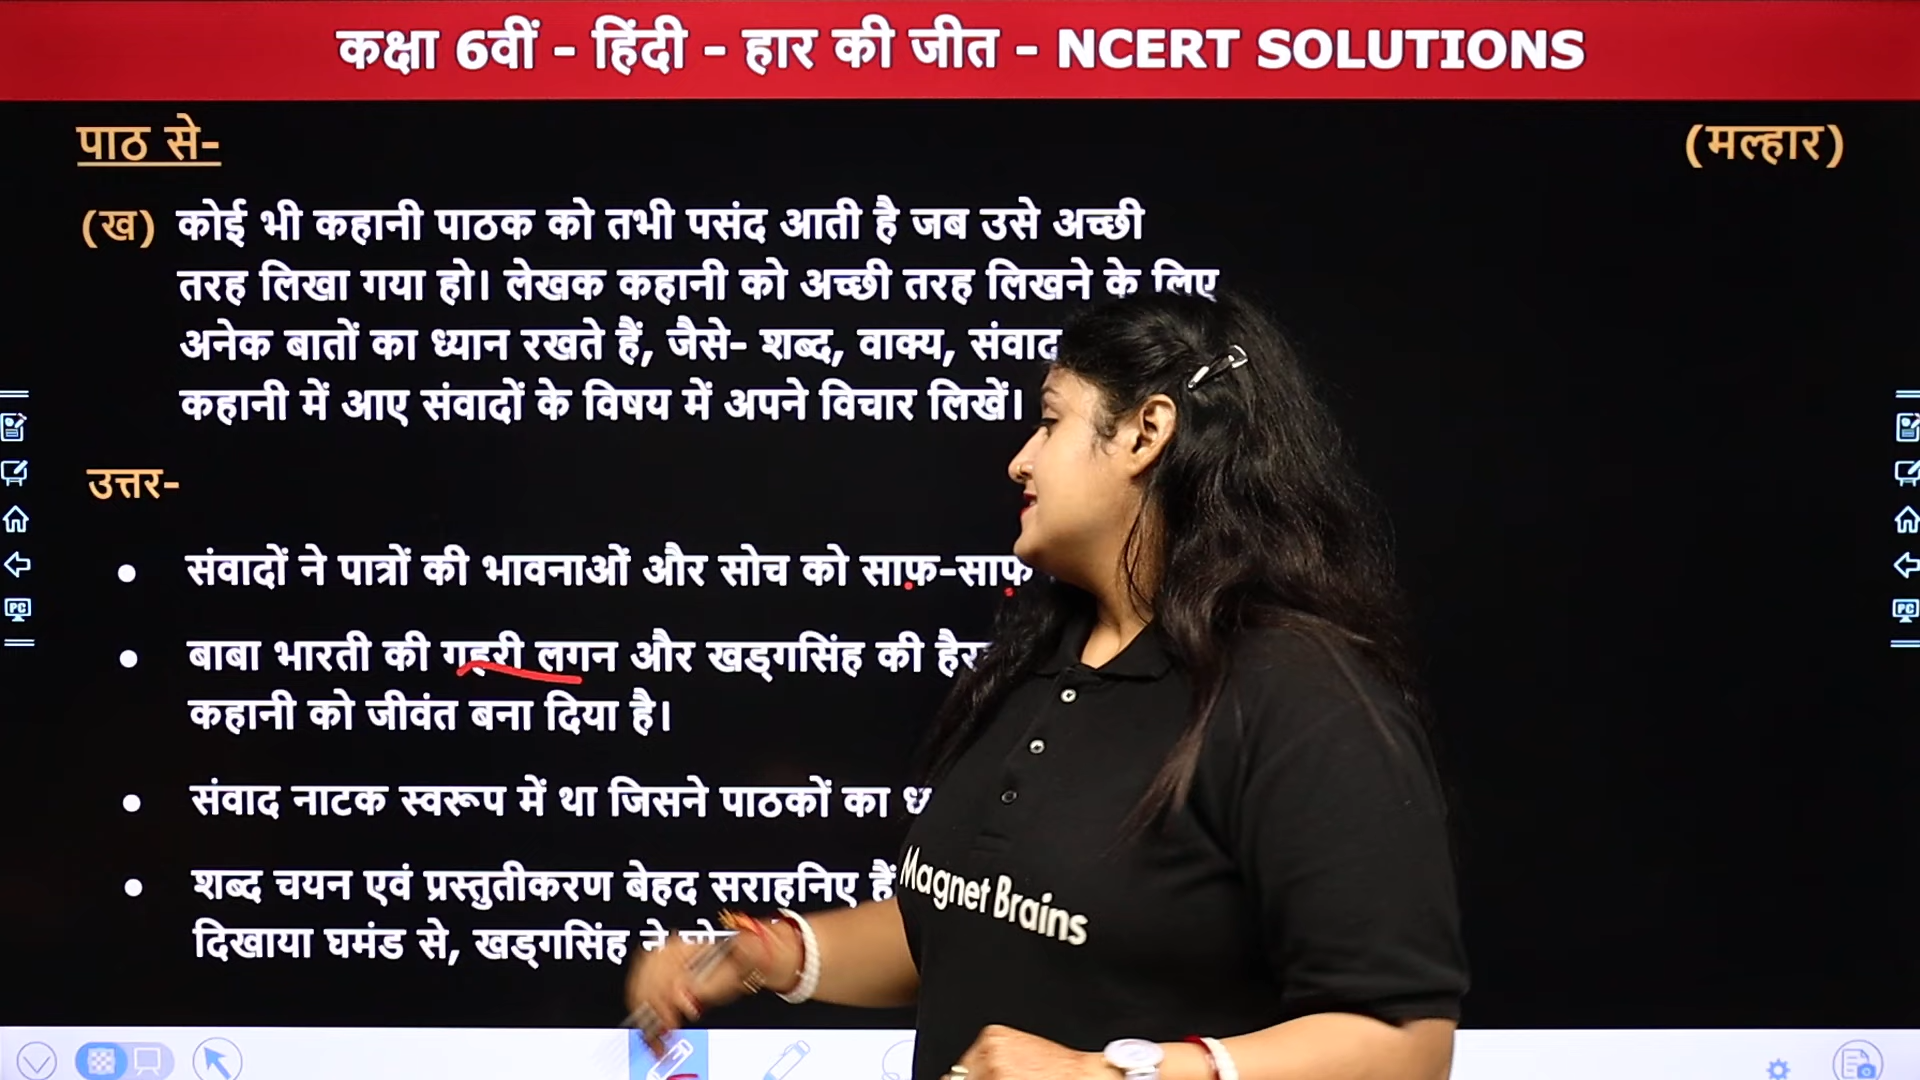 कक्षा 6वीं - हिंदी - हार की जीत - NCERT SOLUTIONS
पाठ से-
(मल्हार)
(ख) कोई भी कहानी पाठक को तभी पसंद आती है जब उसे अच्छी
तरह लिखा गया हो। लेखक कहानी को अच्छी तरह लिखने के लिए
अनेक बातों का ध्यान रखते हैं, जैसे- शब्द, वाक्य, संवाद
कहानी में आए संवादों के विषय में अपने विचार लिखें।
उत्तर-
• संवादों ने पात्रों की भावनाओं और सोच को साफ-साफ
• बाबा भारती की गहरी लगन और खड्गसिंह की
कहानी को जीवंत बना दिया है।
• संवाद नाटक स्वरूप में था जिसने पाठकों का
• शब्द चयन एवं प्रस्तुतीकरण बेहद सराहनिए हैं
दिखाया घमंड से, खड्गसिंह ने
Magnet Brains
PC
PC